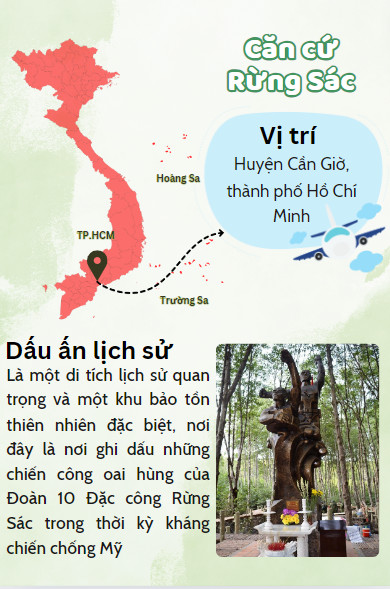 Căn cứ
Rừng Sác
Vị trí
Huyện Cần Giờ,
thành phố Hồ Chí
Minh
Hoàng Sa
TP.HCM
Trường Sa
Dấu ấn lịch sử
Là một di tích lịch sử quan
trọng và một khu bảo tồn
thiên nhiên đặc biệt, nơi
đây là nơi ghi dấu những
chiến công oai hùng của
Đoàn 10 Đặc công Rừng
Sác trong thời kỳ kháng
chiến chống Mỹ